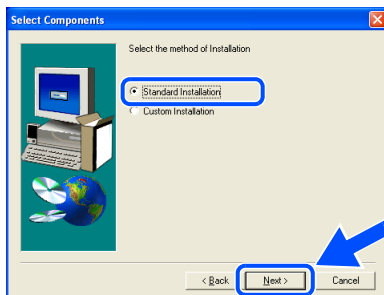 Select Components
Select the method of Installation
Standard Installation
Custom Installation
< Back
Next >
Cancel